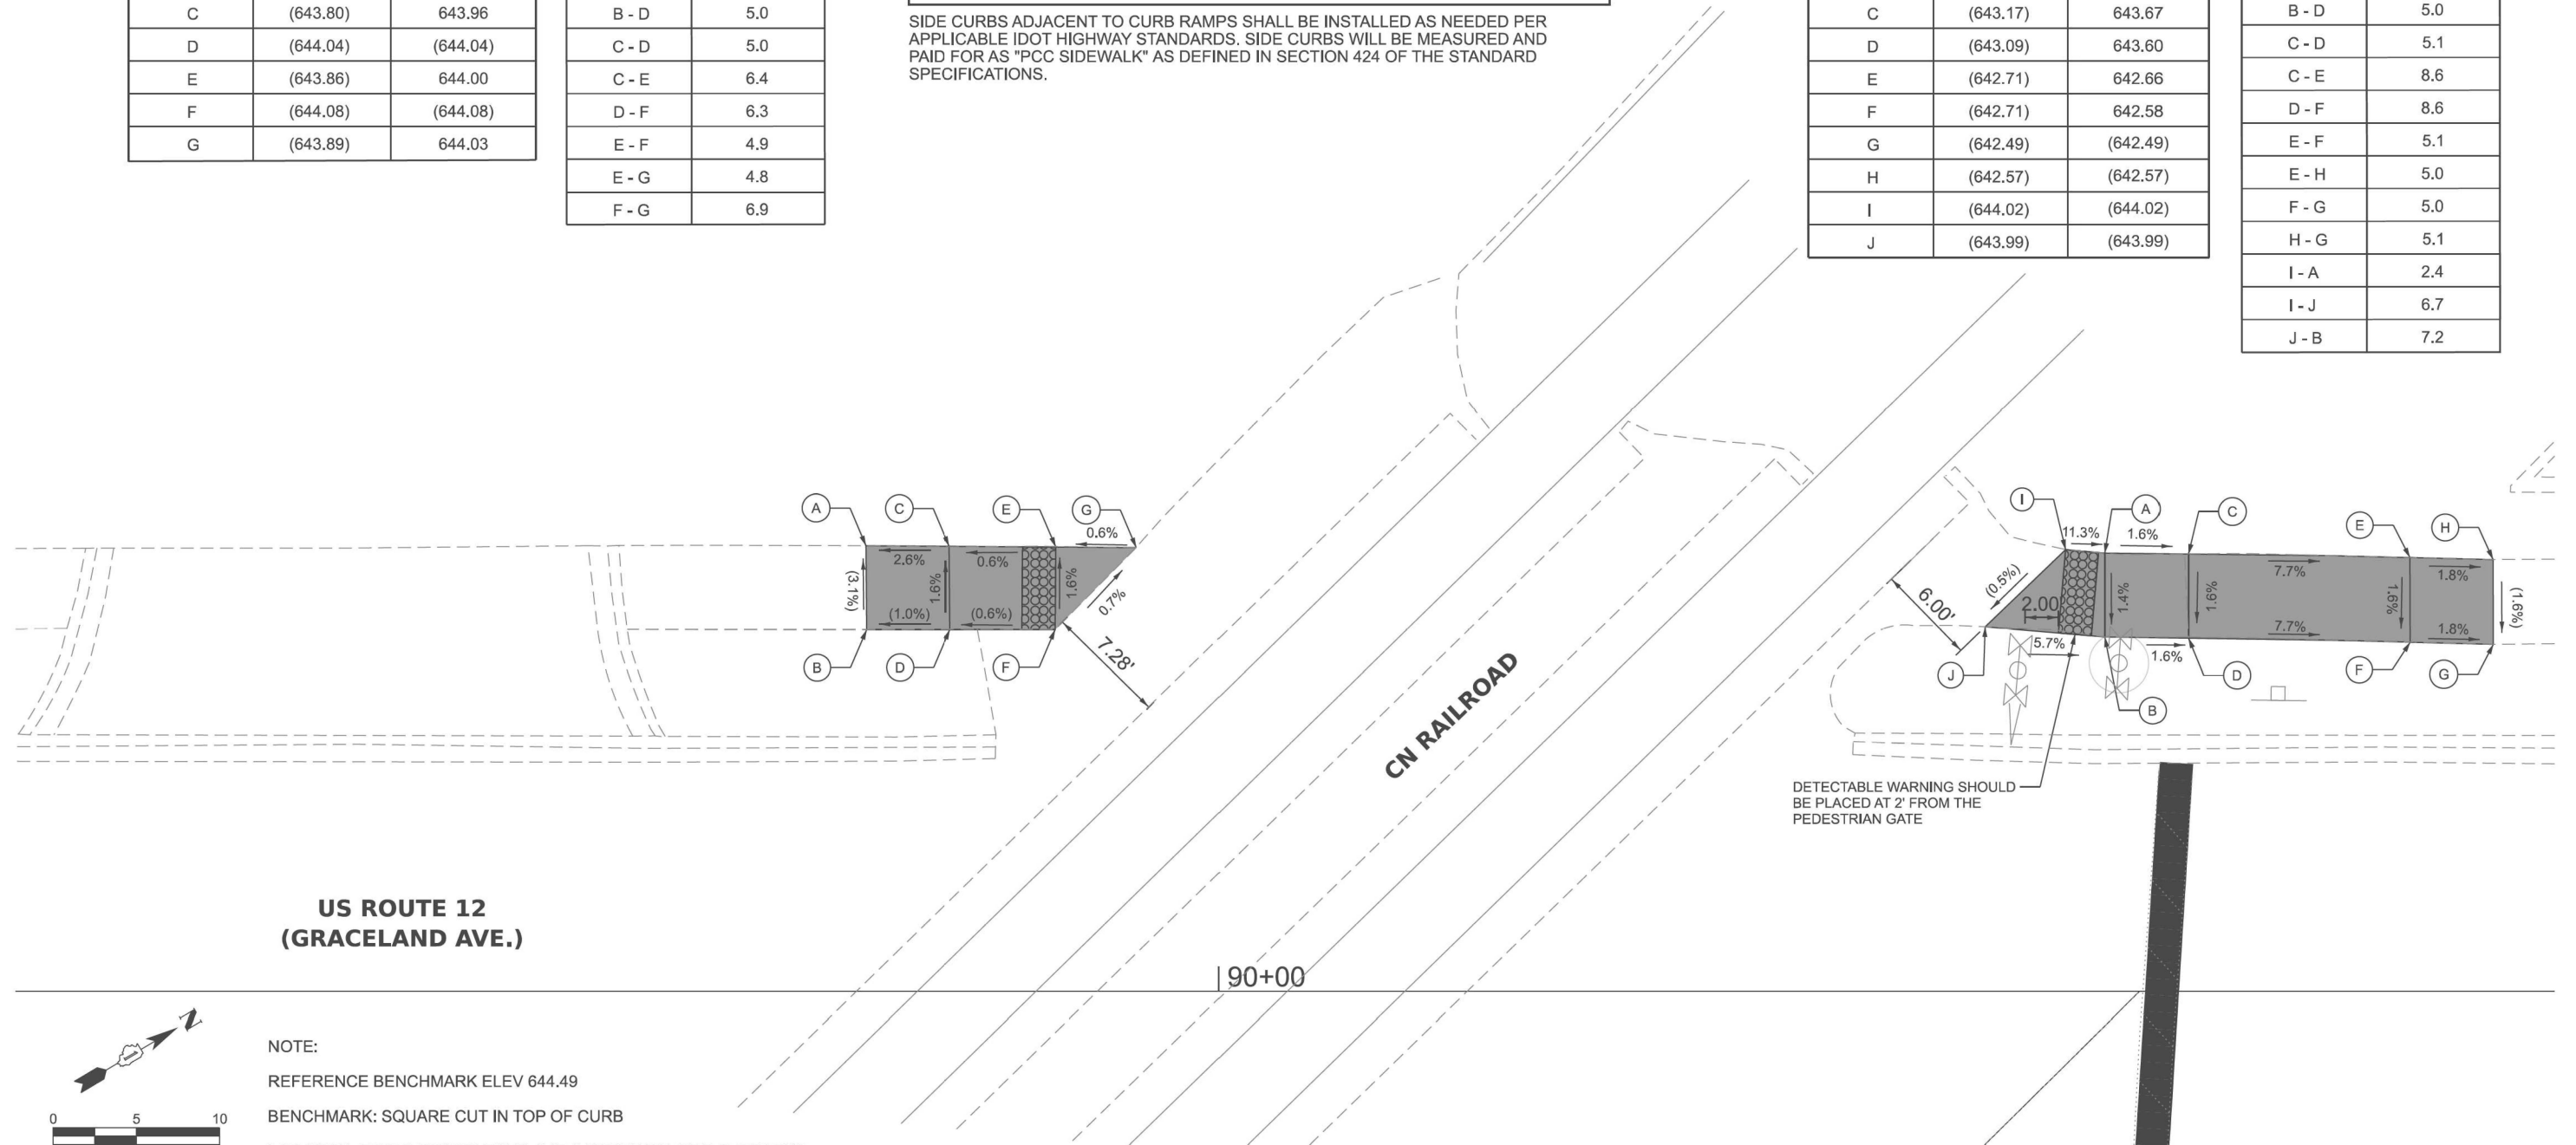 C (643.80) 643.96
D (644.04) (644.04)
E (643.86) 644.00
F (644.08) (644.08)
G (643.89) 644.03
B - D 5.0
C - D 5.0
C - E 6.4
D - F 6.3
E - F 4.9
E - G 4.8
F - G 6.9
SIDE CURBS ADJACENT TO CURB RAMPS SHALL BE INSTALLED AS NEEDED PER
APPLICABLE IDOT HIGHWAY STANDARDS. SIDE CURBS WILL BE MEASURED AND
PAID FOR AS "PCC SIDEWALK" AS DEFINED IN SECTION 424 OF THE STANDARD
SPECIFICATIONS.
C (643.17) 643.67
D (643.09) 643.60
E (642.71) 642.66
F (642.71) 642.58
G (642.49) (642.49)
H (642.57) (642.57)
I (644.02) (644.02)
J (643.99) (643.99)
B - D 5.0
C - D 5.1
C - E 8.6
D - F 8.6
E - F 5.1
E - H 5.0
F - G 5.0
H - G 5.1
I - A 2.4
I - J 6.7
J - B 7.2
A C E G
0.6%
2.6% 0.6%
(3.1%) 1.6% 1.6%
0.7%
(1.0%) (0.6%)
B D F
7.28'
CN RAILROAD
I A C E H
11.3% 1.6%
7.7% 1.8%
(0.5%)
6.00'
2.00
1.4% 1.6% 1.6% (1.6%)
7.7% 1.8%
5.7% 1.6%
J B D F G
DETECTABLE WARNING SHOULD
BE PLACED AT 2' FROM THE
PEDESTRIAN GATE
US ROUTE 12
(GRACELAND AVE.)
90+00
N
NOTE:
REFERENCE BENCHMARK ELEV 644.49
BENCHMARK: SQUARE CUT IN TOP OF CURB
0 5 10